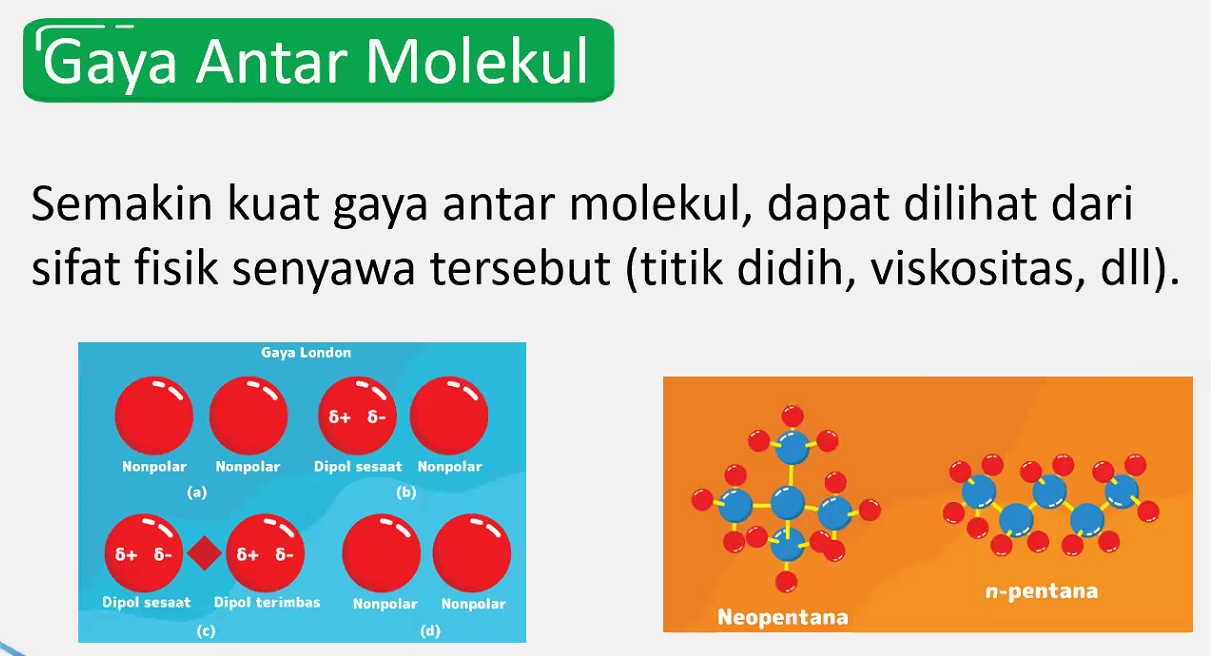 Gaya Antar Molekul
Semakin kuat gaya antar molekul, dapat dilihat dari
sifat fisik senyawa tersebut (titik didih, viskositas, dll).
Gaya London
δ+ δ-
Nonpolar Nonpolar Dipol sesaat Nonpolar
(a) (b)
δ+ δ- δ+ δ-
Dipol sesaat Dipol terimbas Nonpolar Nonpolar
(c) (d)
Neopentana
n-pentana